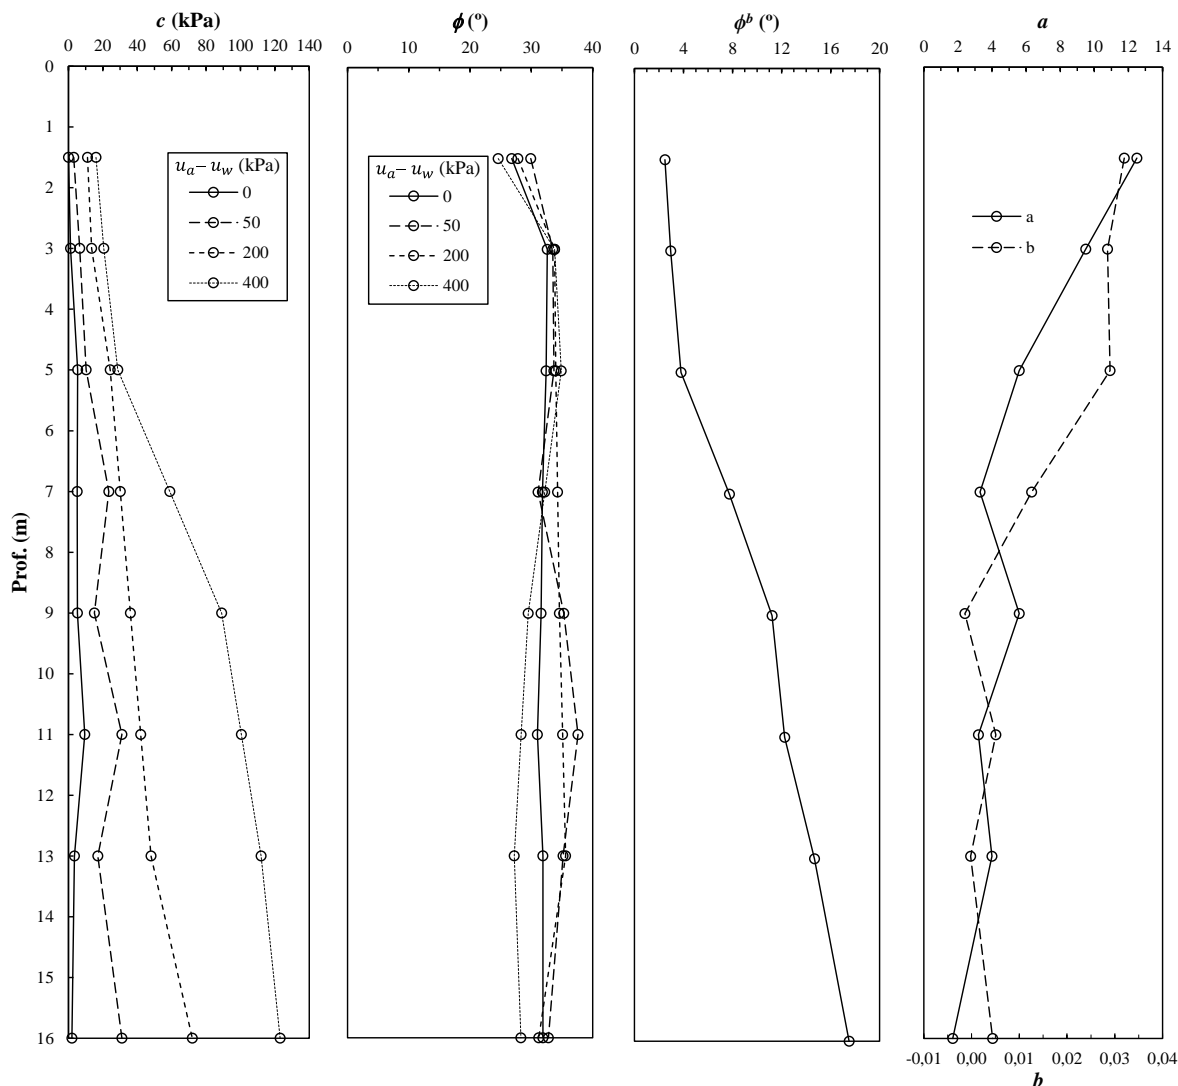 c (kPa)
0 20 40 60 80 100 120 140
ϕ (º)
0 10 20 30 40
ϕᵇ (º)
0 4 8 12 16 20
a
0 2 4 6 8 10 12 14
Prof. (m)
0
1
2
3
4
5
6
7
8
9
10
11
12
13
14
15
16
uₐ− u_w (kPa)
0
50
200
400
uₐ− u_w (kPa)
0
50
200
400
a
b
-0,01 0,00 0,01 0,02 0,03 0,04
b